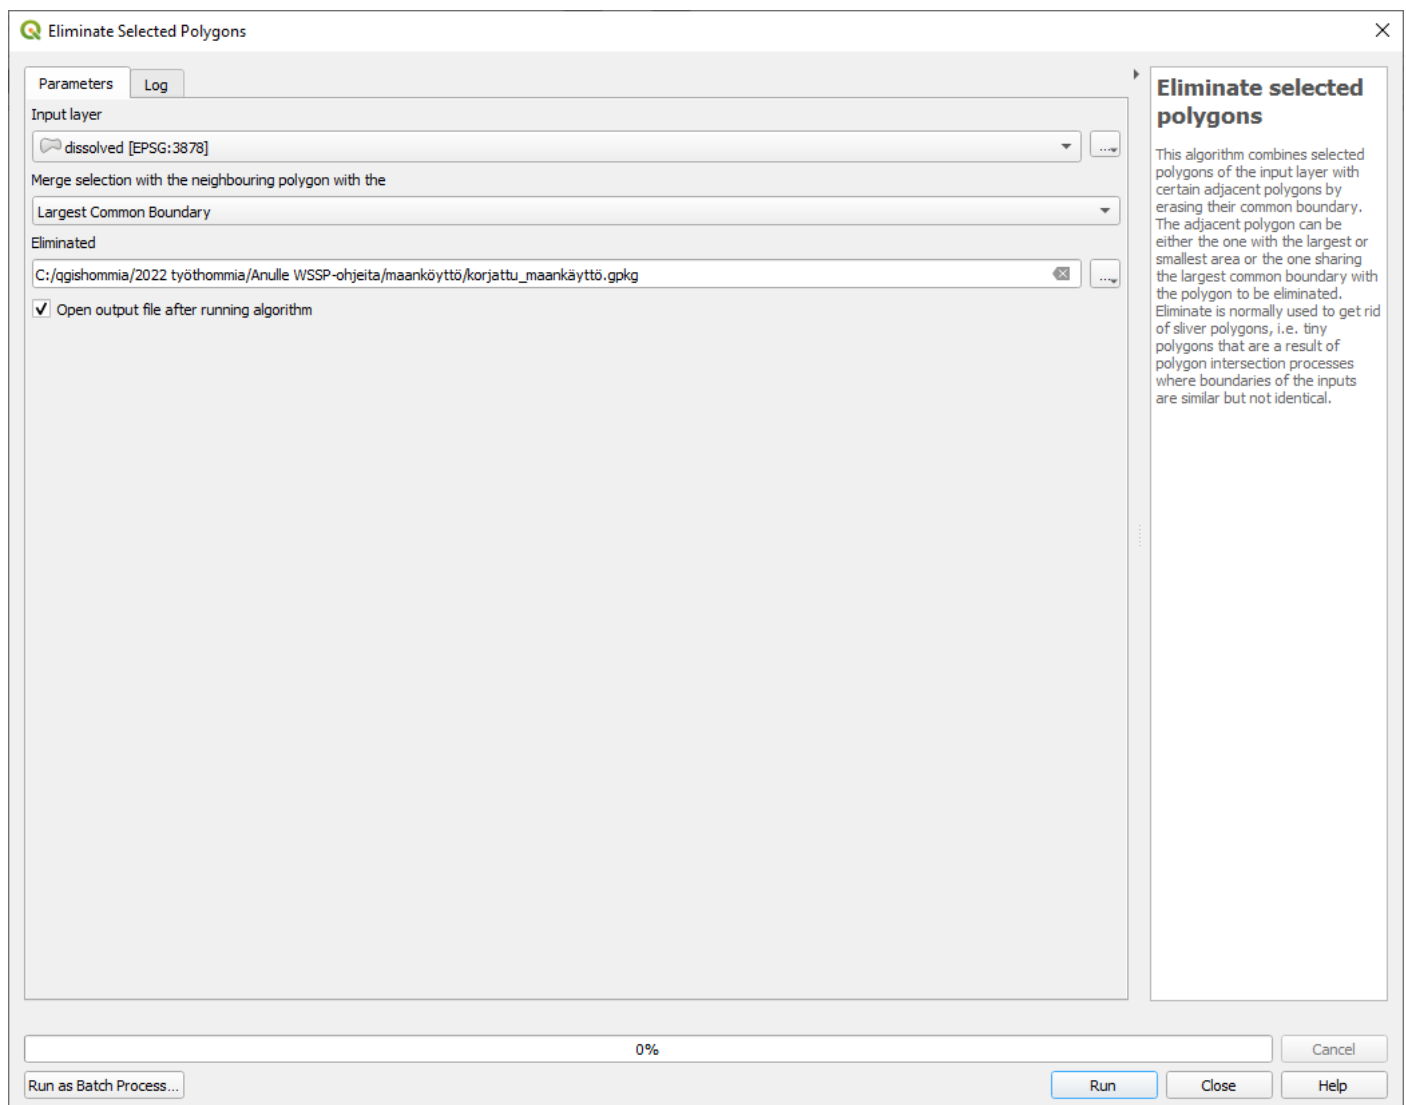 Eliminate Selected Polygons
Parameters
Log
Input layer
dissolved [EPSG:3878]
...
Merge selection with the neighbouring polygon with the
Largest Common Boundary
Eliminated
C:/qgishommia/2022 työthommia/Anulle WSSP-ohjeita/maanköyttö/korjattu_maankäyttö.gpkg
...
Open output file after running algorithm
Eliminate selected
polygons
This algorithm combines selected
polygons of the input layer with
certain adjacent polygons by
erasing their common boundary.
The adjacent polygon can be
either the one with the largest or
smallest area or the one sharing
the largest common boundary with
the polygon to be eliminated.
Eliminate is normally used to get rid
of sliver polygons, i.e. tiny
polygons that are a result of
polygon intersection processes
where boundaries of the inputs
are similar but not identical.
0%
Cancel
Run as Batch Process...
Run
Close
Help